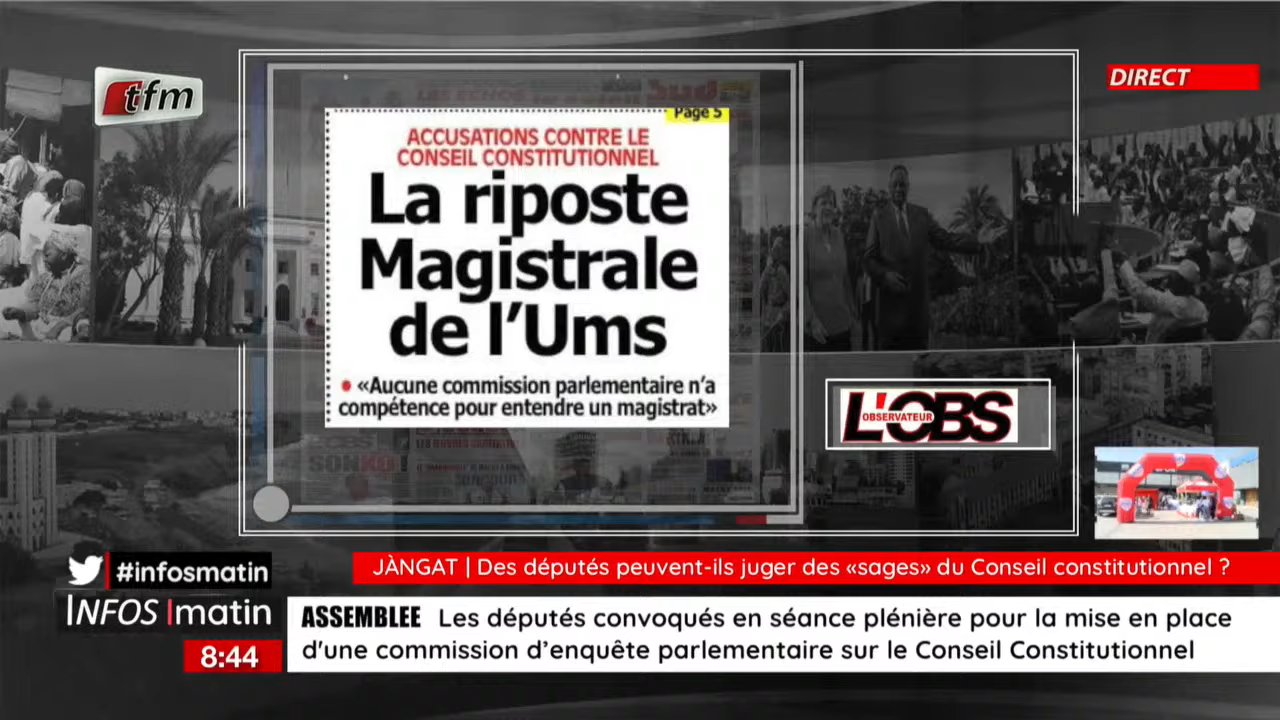 tfm
DIRECT
Page 5
ACCUSATIONS CONTRE LE
CONSEIL CONSTITUTIONNEL
La riposte
Magistrale
de l'Ums
• «Aucune commission parlementaire n'a
compétence pour entendre un magistrat»
L'OBS
OBSERVATEUR
SONKO
#infosmatin
JÀNGAT | Des députés peuvent-ils juger des «sages» du Conseil constitutionnel ?
INFOS matin
8:44
ASSEMBLEE Les députés convoqués en séance plénière pour la mise en place
d'une commission d'enquête parlementaire sur le Conseil Constitutionnel